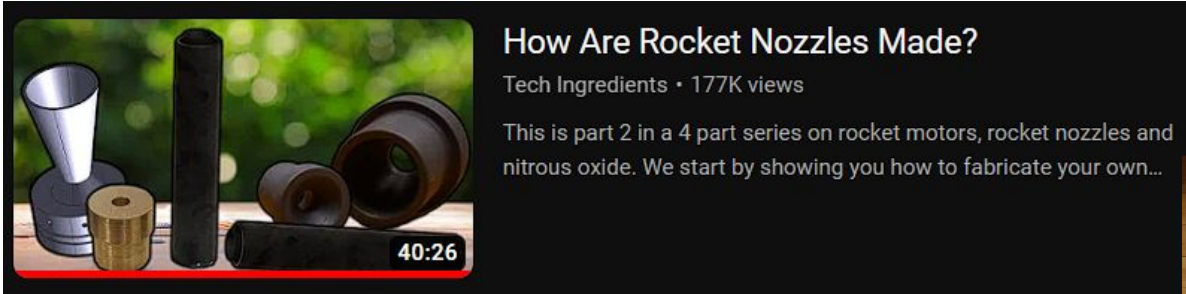 How Are Rocket Nozzles Made?
Tech Ingredients • 177K views
This is part 2 in a 4 part series on rocket motors, rocket nozzles and
nitrous oxide. We start by showing you how to fabricate your own...
40:26